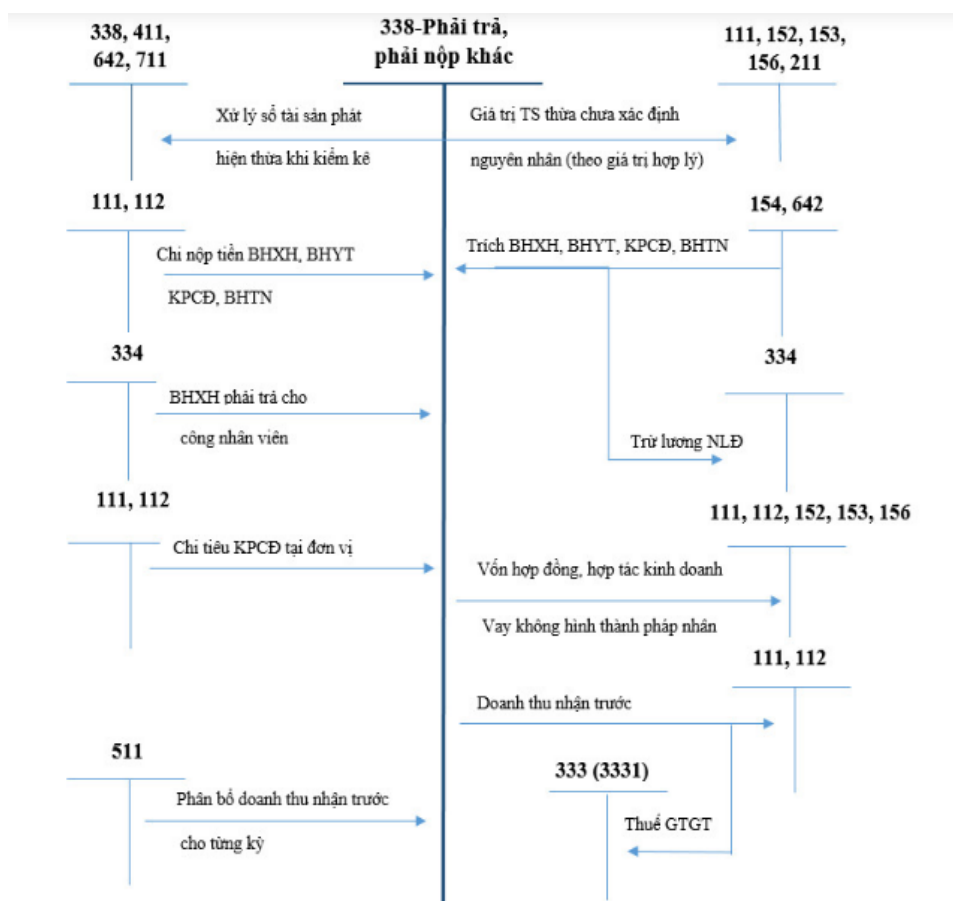 338, 411,
642, 711
338-Phải trả,
phải nộp khác
111, 152, 153,
156, 211
Xử lý số tài sản phát
hiện thừa khi kiểm kê
Giá trị TS thừa chưa xác định
nguyên nhân (theo giá trị hợp lý)
111, 112
154, 642
Chi nộp tiền BHXH, BHYT
KPCĐ, BHTN
Trích BHXH, BHYT, KPCĐ, BHTN
334
334
BHXH phải trả cho
công nhân viên
Trừ lương NLĐ
111, 112
111, 112, 152, 153, 156
Chi tiêu KPCĐ tại đơn vị
Vốn hợp đồng, hợp tác kinh doanh
Vay không hình thành pháp nhân
111, 112
Doanh thu nhận trước
511
333 (3331)
Phân bổ doanh thu nhận trước
cho từng kỳ
Thuế GTGT